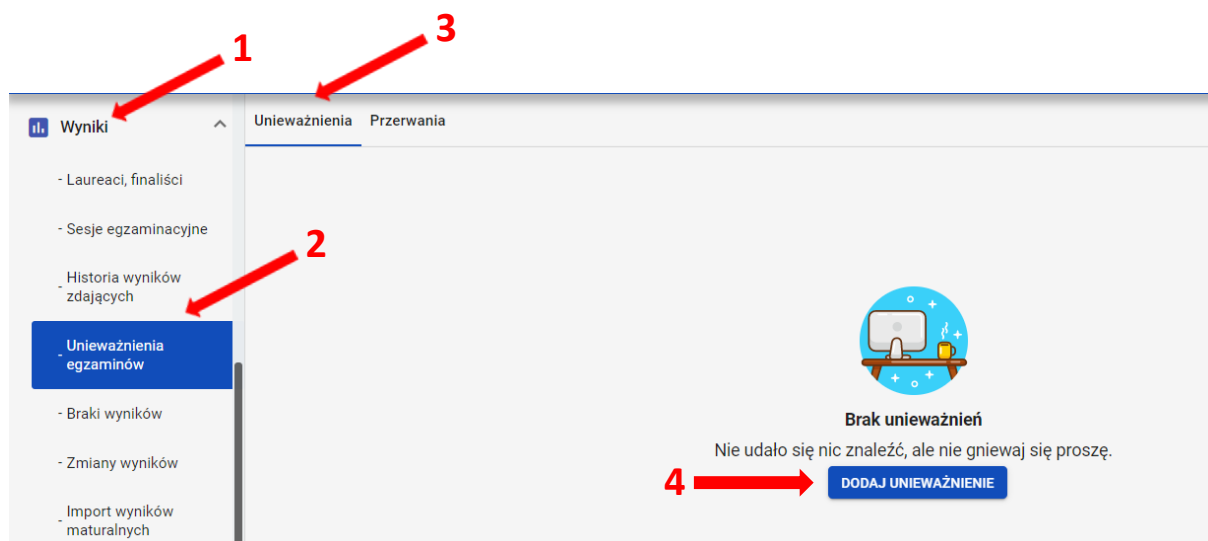 1
3
Wyniki
Unieważnienia Przerwania
- Laureaci, finaliści
- Sesje egzaminacyjne
2
- Historia wyników
zdających
- Unieważnienia
egzaminów
- Braki wyników
- Zmiany wyników
- Import wyników
maturalnych
Brak unieważnień
Nie udało się nic znaleźć, ale nie gniewaj się proszę.
4
DODAJ UNIEWAŻNIENIE